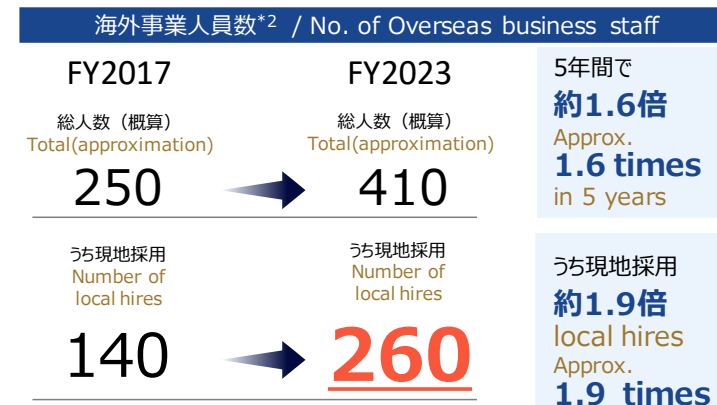 海外事業人員数*2 / No. of Overseas business staff
FY2017
総人数（概算）
Total(approximation)
250
FY2023
総人数（概算）
Total(approximation)
410
5年間で
約1.6倍
Approx.
1.6 times
in 5 years
うち現地採用
Number of
local hires
140
うち現地採用
Number of
local hires
260
うち現地採用
約1.9倍
local hires
Approx.
1.9 times